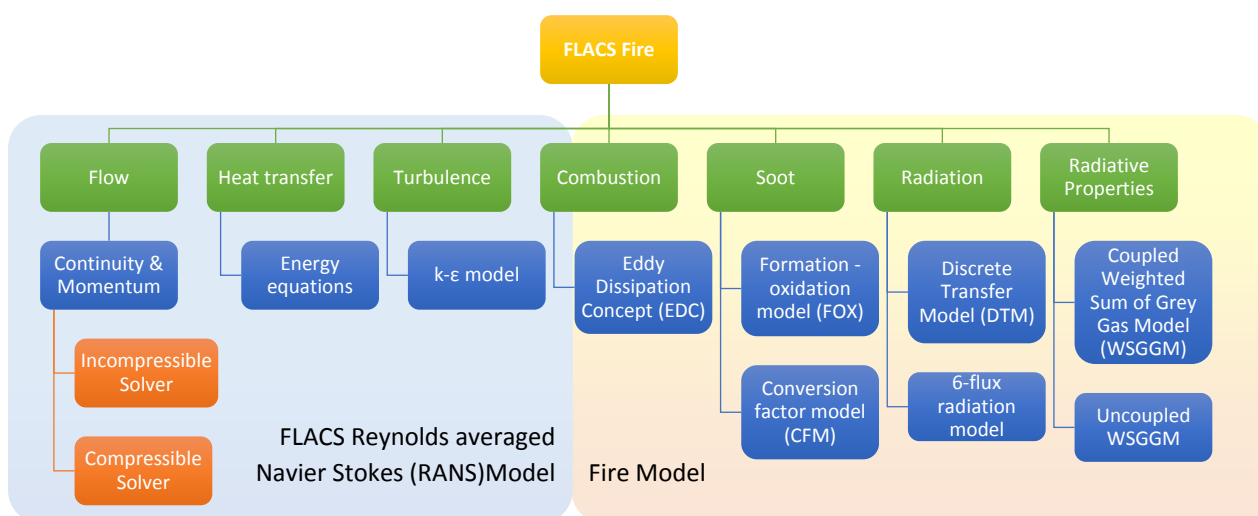 FLACS Fire
Flow
Heat transfer
Turbulence
Combustion
Soot
Radiation
Radiative
Properties
Continuity &
Momentum
Energy
equations
k-ε model
Eddy
Dissipation
Concept (EDC)
Formation -
oxidation
model (FOX)
Discrete
Transfer
Model (DTM)
Coupled
Weighted
Sum of Grey
Gas Model
(WSGGM)
Incompressible
Solver
Conversion
factor model
(CFM)
6-flux
radiation
model
Uncoupled
WSGGM
Compressible
Solver
FLACS Reynolds averaged
Navier Stokes (RANS)Model
Fire Model